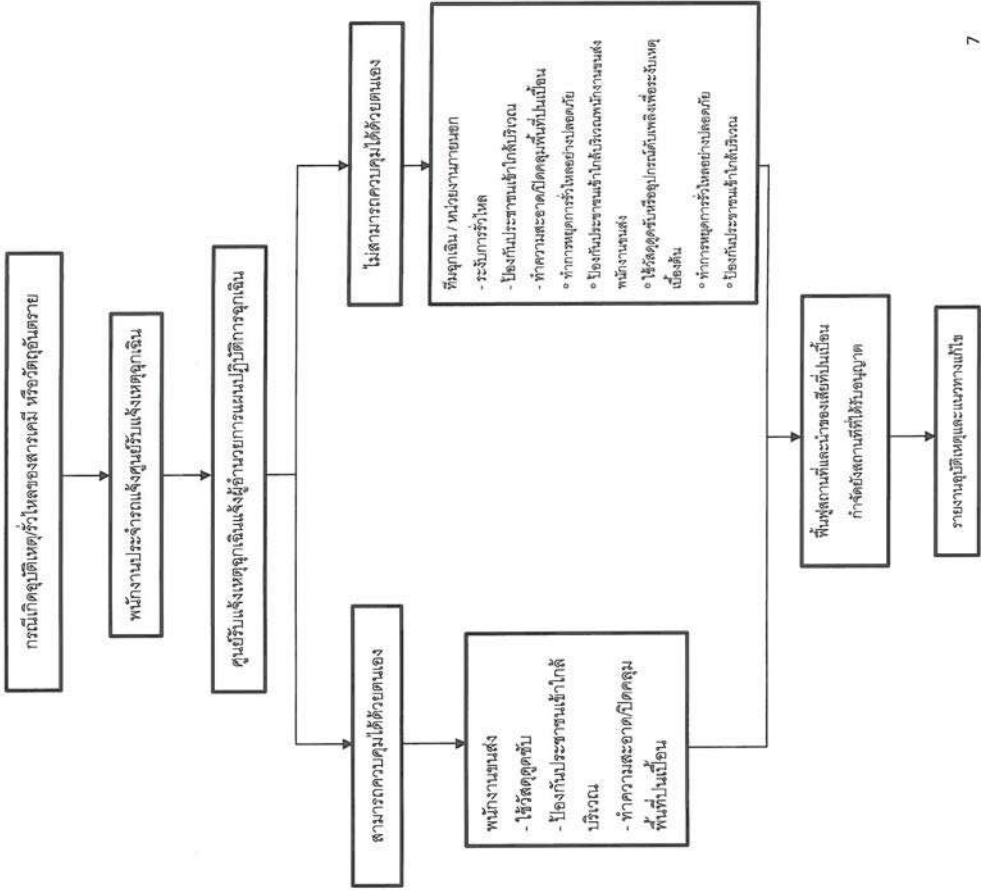 กรณีเกิดอุบัติเหตุ/รั่วไหลของสารเคมี หรือวัตถุอันตราย
พนักงานประจำรถแจ้งศูนย์รับแจ้งเหตุฉุกเฉิน
ศูนย์รับแจ้งเหตุฉุกเฉินแจ้งผู้อำนวยการแผนปฏิบัติการฉุกเฉิน
สามารถควบคุมได้ด้วยตนเอง
พนักงานขนส่ง
- ใช้วัสดุดูดซับ
- ป้องกันประชาชนเข้าใกล้
บริเวณ
- ทำความสะอาด/ปิดคลุม
พื้นที่ปนเปื้อน
ไม่สามารถควบคุมได้ด้วยตนเอง
ทีมฉุกเฉิน / หน่วยงานภายนอก
- ระงับการรั่วไหล
- ป้องกันประชาชนเข้าใกล้บริเวณ
- ทำความสะอาด/ปิดคลุมพื้นที่ปนเปื้อน
° ทำการหยุดการรั่วไหลอย่างปลอดภัย
° ป้องกันประชาชนเข้าใกล้บริเวณพนักงานขนส่ง
พนักงานขนส่ง
° ใช้วัสดุดูดซับหรืออุปกรณ์ดับเพลิงเพื่อระงับเหตุ
เบื้องต้น
° ทำการหยุดการรั่วไหลอย่างปลอดภัย
° ป้องกันประชาชนเข้าใกล้บริเวณ
ฟื้นฟูสถานที่และนำของเสียที่ปนเปื้อน
กำจัดยังสถานที่ที่ได้รับอนุญาต
รายงานอุบัติเหตุและแนวทางแก้ไข
7